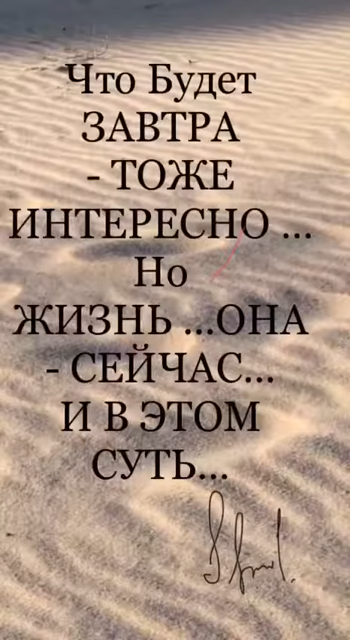 Что Будет
ЗАВТРА
- ТОЖЕ
ИНТЕРЕСНО ...
Но
ЖИЗНЬ ...ОНА
- СЕЙЧАС...
И В ЭТОМ
СУТЬ...